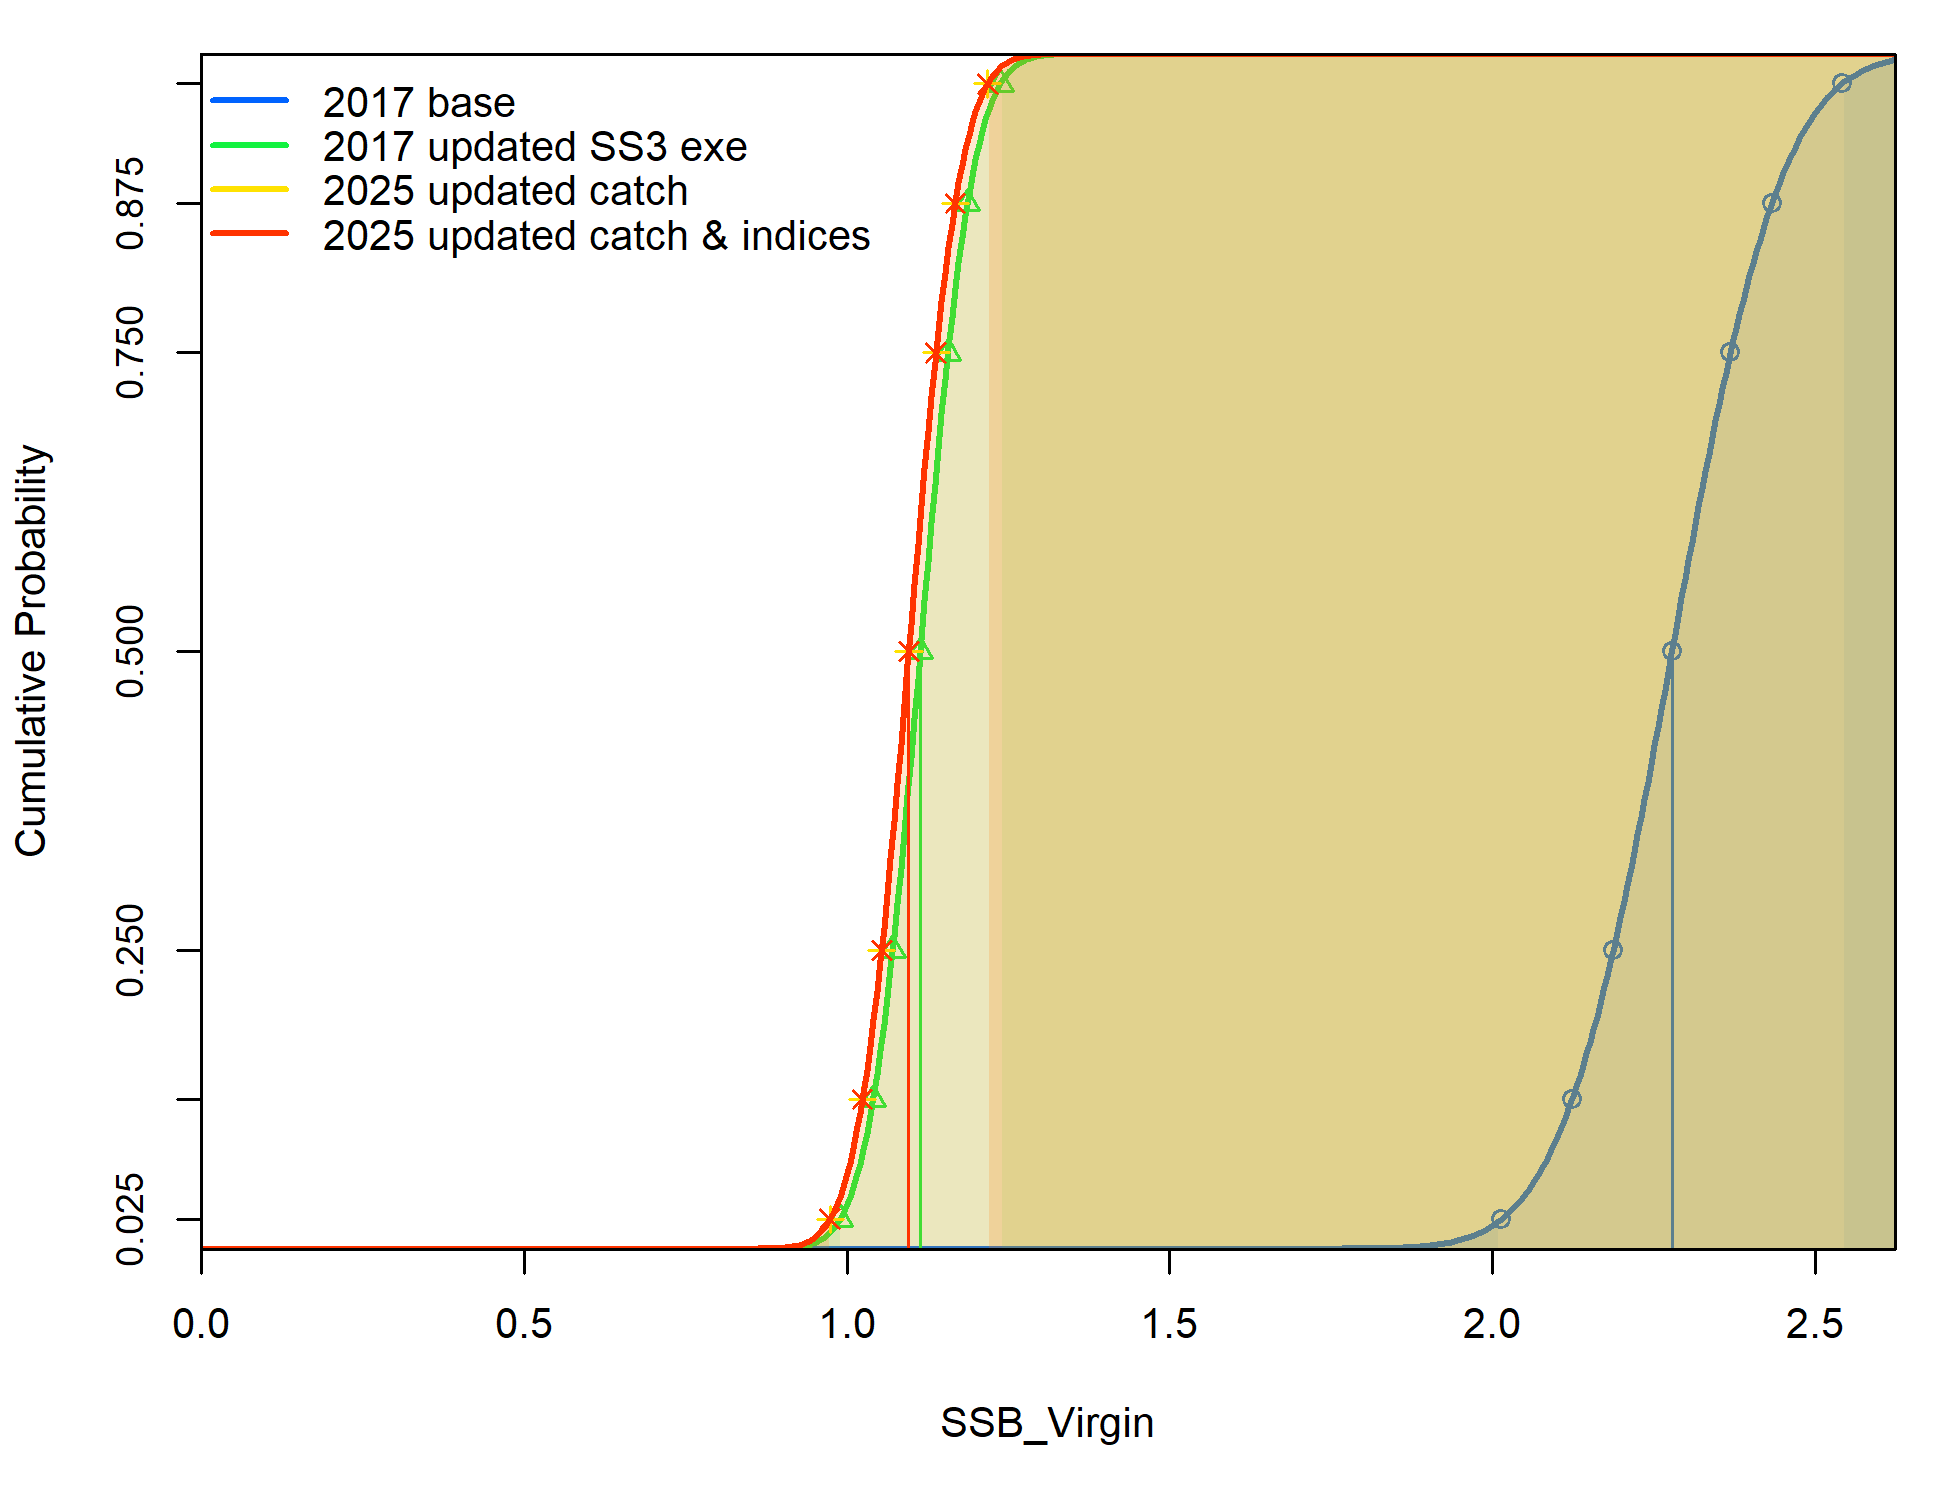 2017 base
2017 updated SS3 exe
2025 updated catch
2025 updated catch & indices
Cumulative Probability
0.875
0.750
0.500
0.250
0.025
0.0 0.5 1.0 1.5 2.0 2.5
SSB_Virgin